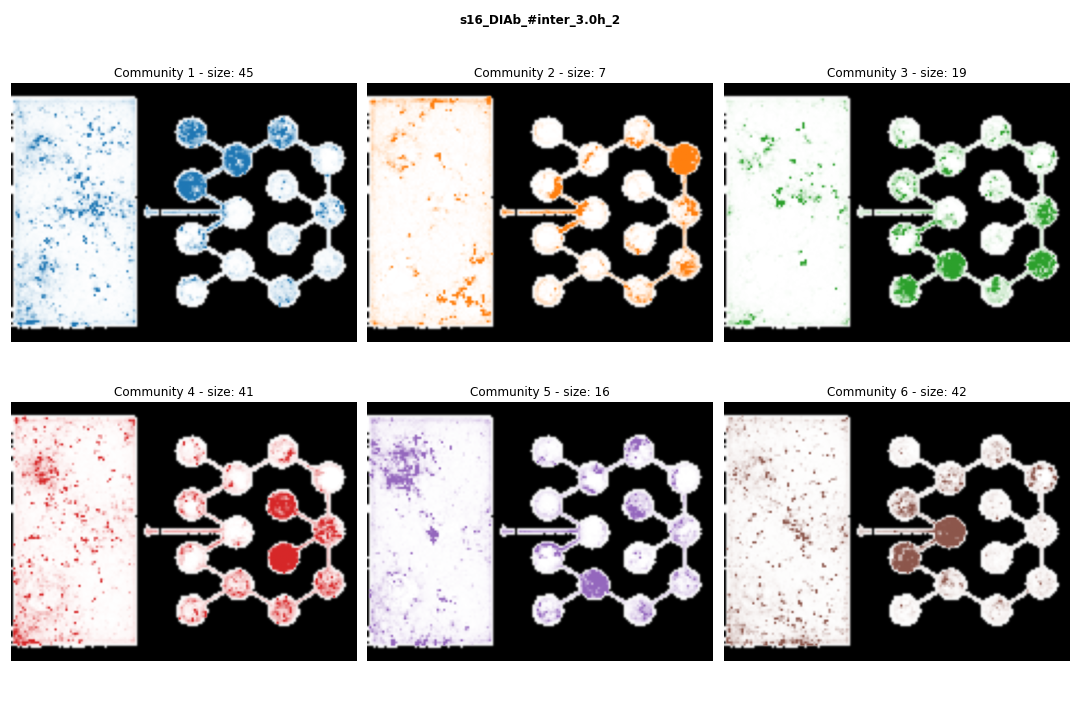 s16_DIAb_#inter_3.0h_2
Community 1 - size: 45
Community 2 - size: 7
Community 3 - size: 19
Community 4 - size: 41
Community 5 - size: 16
Community 6 - size: 42